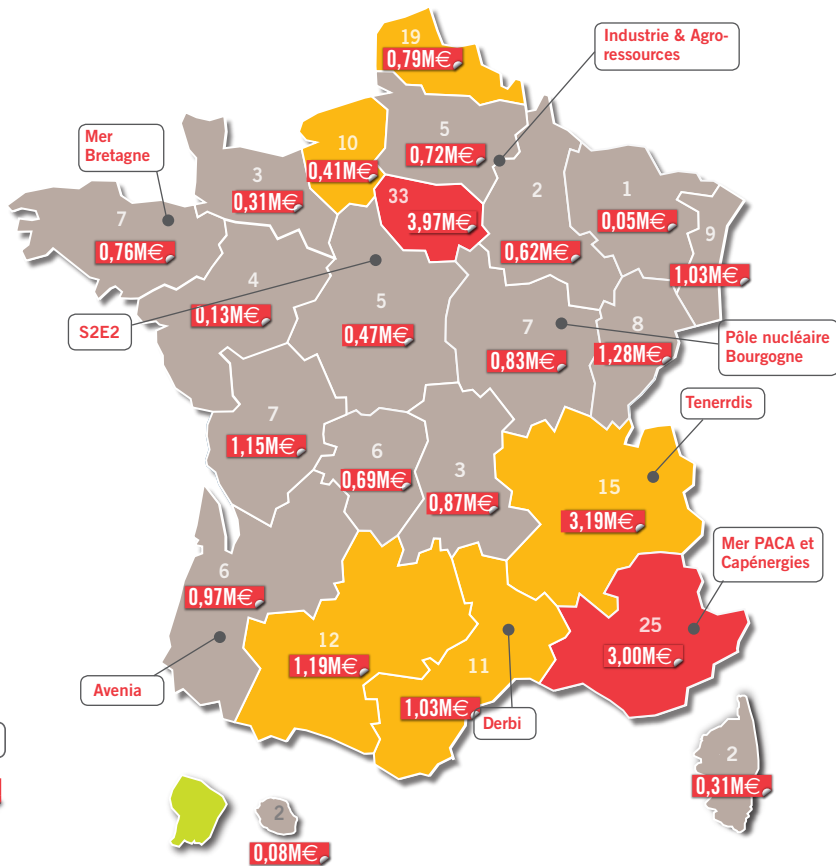 19
0,79M€
Industrie & Agro-
ressources
10
0,41M€
5
0,72M€
Mer
Bretagne
3
0,31M€
33
3,97M€
2
0,62M€
1
0,05M€
9
1,03M€
7
0,76M€
4
0,13M€
S2E2
5
0,47M€
7
0,83M€
8
1,28M€
Pôle nucléaire
Bourgogne
7
1,15M€
6
0,69M€
3
0,87M€
Tenerrdis
15
3,19M€
Mer PACA et
Capénergies
6
0,97M€
12
1,19M€
11
1,03M€
25
3,00M€
Avenia
Derbi
2
0,31M€
2
0,08M€